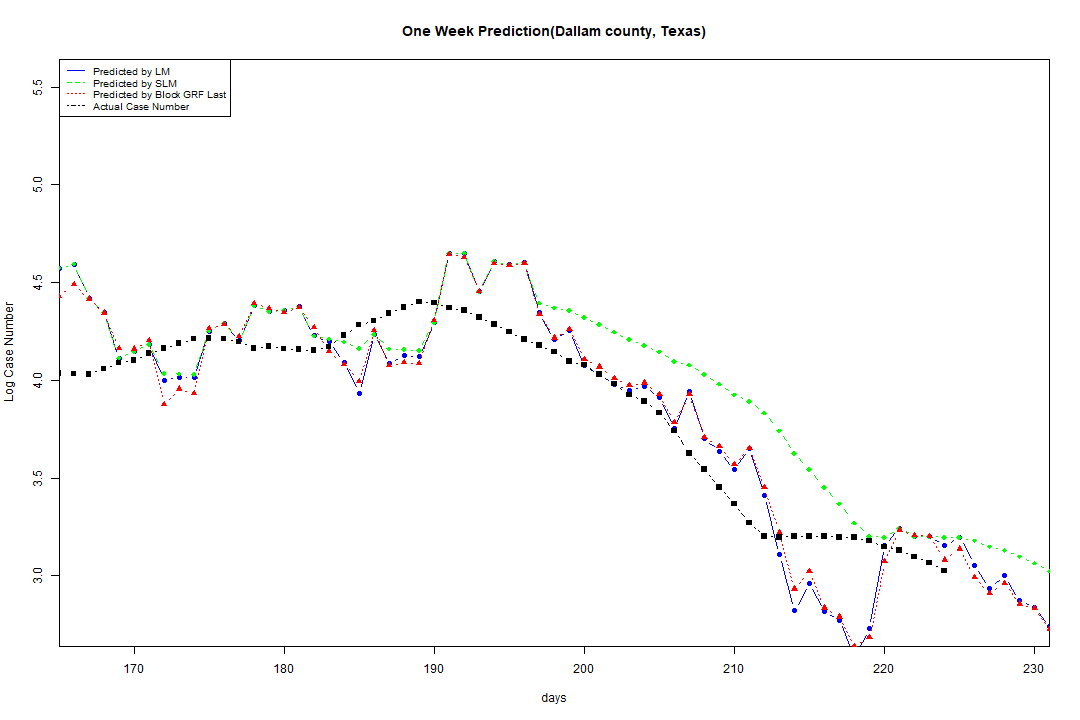 One Week Prediction(Dallam county, Texas)
Predicted by LM
Predicted by SLM
Predicted by Block GRF Last
Actual Case Number
Log Case Number
5.5
5.0
4.5
4.0
3.5
3.0
170 180 190 200 210 220 230
days